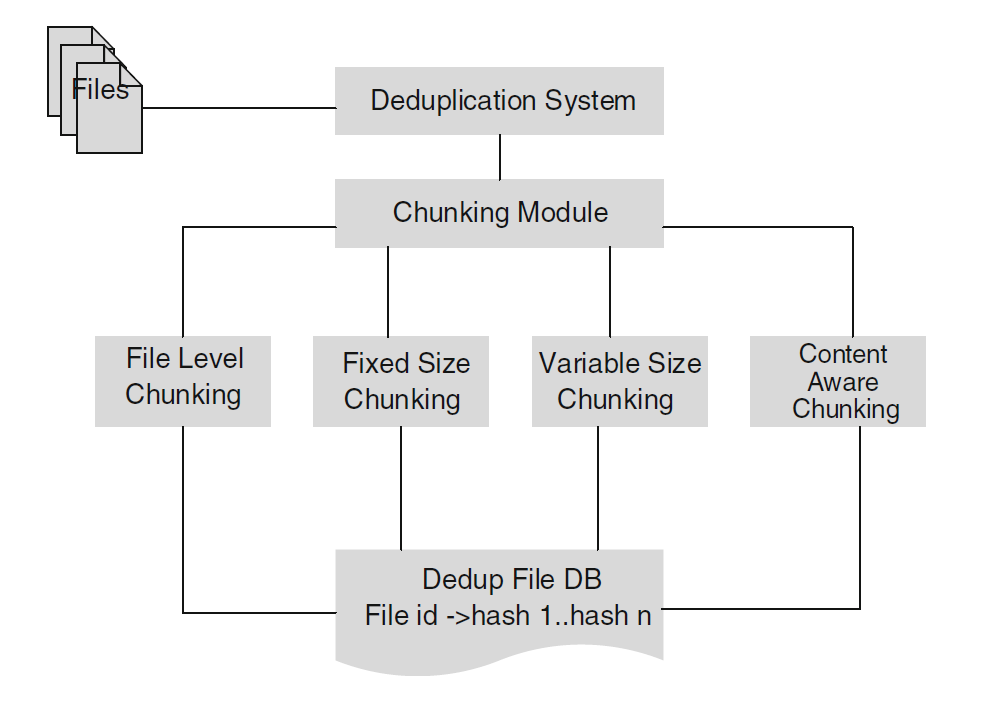 Files
Deduplication System
Chunking Module
File Level
Chunking
Fixed Size
Chunking
Variable Size
Chunking
Content
Aware
Chunking
Dedup File DB
File id ->hash 1..hash n